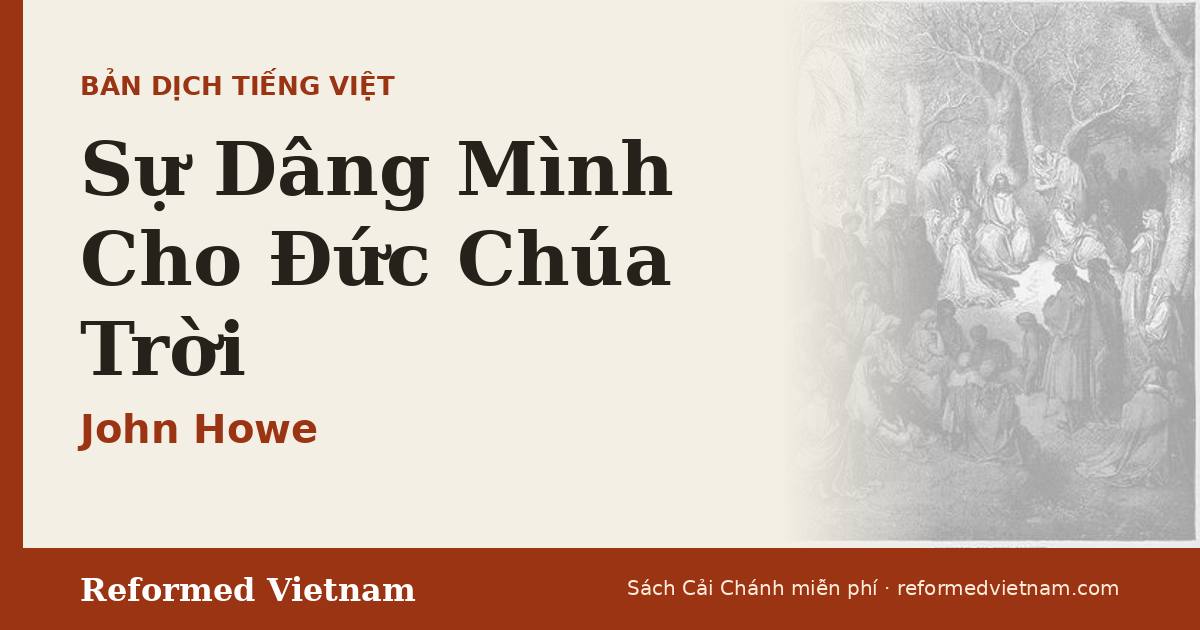 BẢN DỊCH TIẾNG VIỆT
Sự Dâng Mình
Cho Đức Chúa
Trời
John Howe
Reformed Vietnam
Sách Cải Chánh miễn phí · reformedvietnam.com